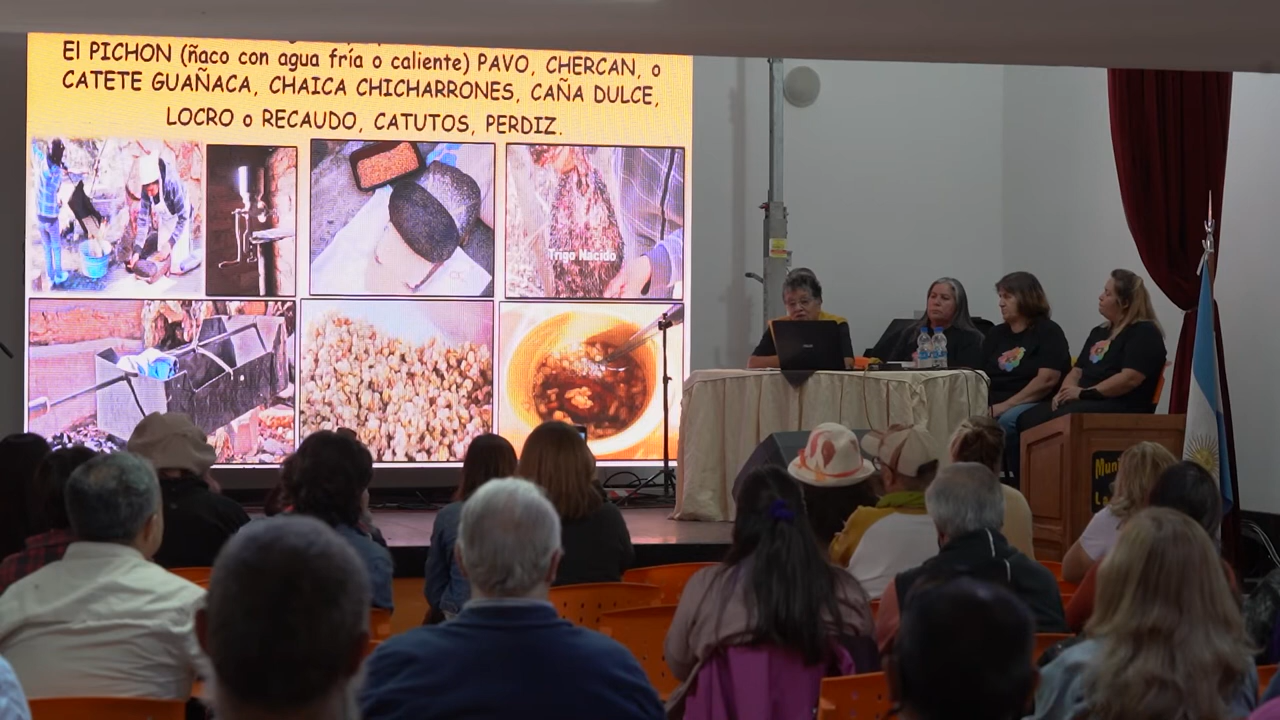 El PICHON (ñaco con agua fría o caliente) PAVO, CHERCAN, o
CATETE GUAÑACA, CHAICA CHICHARRONES, CAÑA DULCE,
LOCRO o RECAUDO, CATUTOS, PERDIZ.
Trigo Nacido